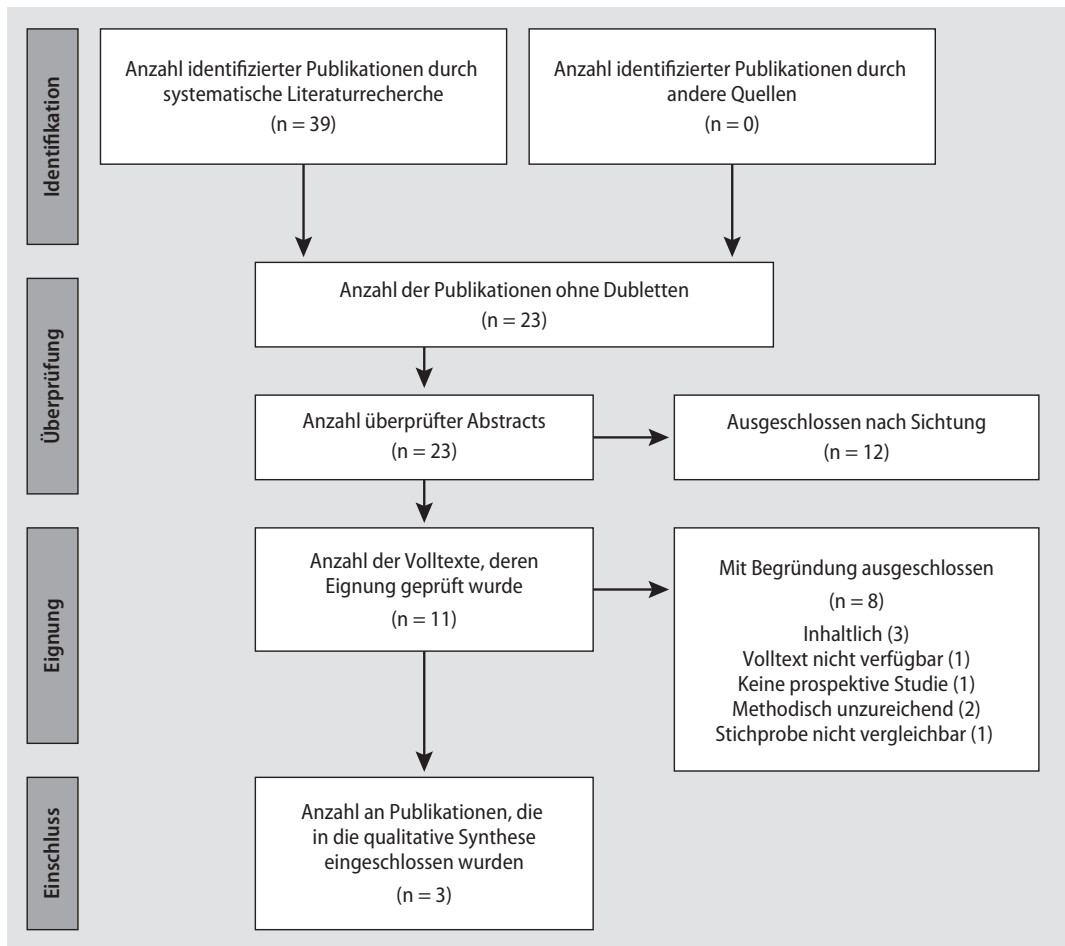 Identifikation
Anzahl identifizierter Publikationen durch
systematische Literaturrecherche
(n = 39)
Anzahl identifizierter Publikationen durch
andere Quellen
(n = 0)
Überprüfung
Anzahl der Publikationen ohne Dubletten
(n = 23)
Anzahl überprüfter Abstracts
(n = 23)
Ausgeschlossen nach Sichtung
(n = 12)
Eignung
Anzahl der Volltexte, deren
Eignung geprüft wurde
(n = 11)
Mit Begründung ausgeschlossen
(n = 8)
Inhaltlich (3)
Volltext nicht verfügbar (1)
Keine prospektive Studie (1)
Methodisch unzureichend (2)
Stichprobe nicht vergleichbar (1)
Einschluss
Anzahl an Publikationen, die
in die qualitative Synthese
eingeschlossen wurden
(n = 3)